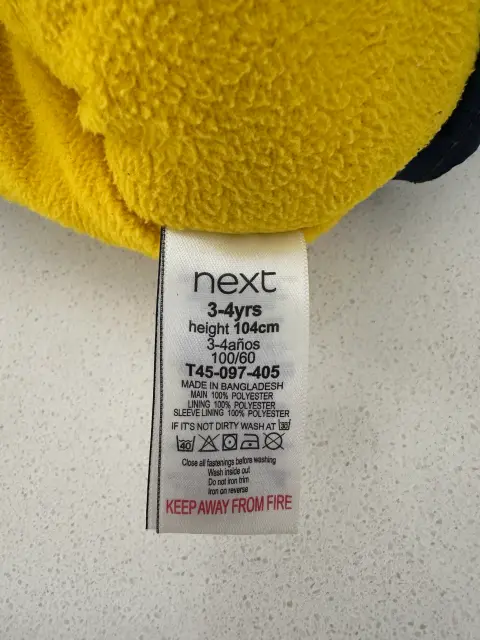 next
3-4yrs
height 104cm
3-4años
100/60
T45-097-405
MADE IN BANGLADESH
MAIN 100% POLYESTER
LINING 100% POLYESTER
SLEEVE LINING 100% POLYESTER
IF IT'S NOT DIRTY WASH AT 30
40
Close all fastenings before washing
Wash inside out
Do not iron trim
Iron on reverse
KEEP AWAY FROM FIRE